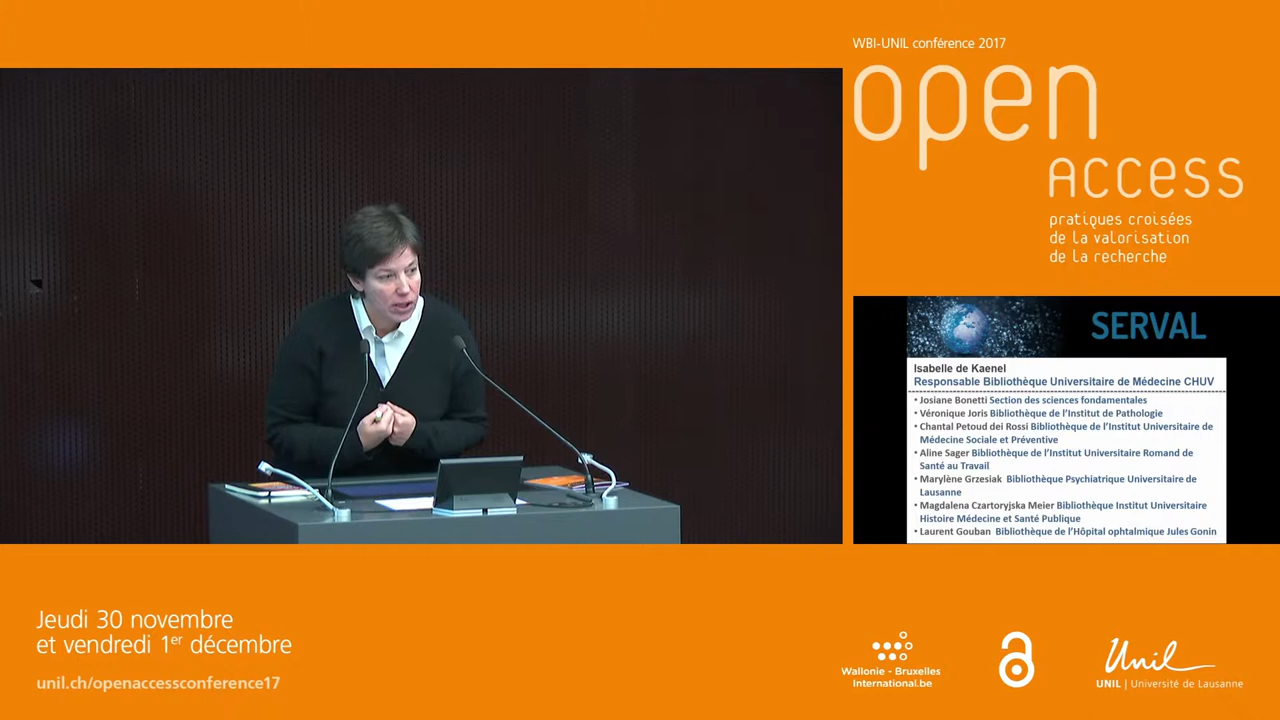 WBI-UNIL conférence 2017
open
access
pratiques croisées
de la valorisation
de la recherche
SERVAL
Isabelle de Kaenel
Responsable Bibliothèque Universitaire de Médecine CHUV
• Josiane Bonetti Section des sciences fondamentales
• Véronique Joris Bibliothèque de l’Institut de Pathologie
• Chantal Petoud dei Rossi Bibliothèque de l’Institut Universitaire de
Médecine Sociale et Préventive
• Aline Sager Bibliothèque de l’Institut Universitaire Romand de
Santé au Travail
• Marylène Grzesiak Bibliothèque Psychiatrique Universitaire de
Lausanne
• Magdalena Czartoryjska Meier Bibliothèque Institut Universitaire
Histoire Médecine et Santé Publique
• Laurent Gouban Bibliothèque de l’Hôpital ophtalmique Jules Gonin
Jeudi 30 novembre
et vendredi 1er décembre
unil.ch/openaccessconference17
Wallonie - Bruxelles
International.be
Unil
UNIL | Université de Lausanne